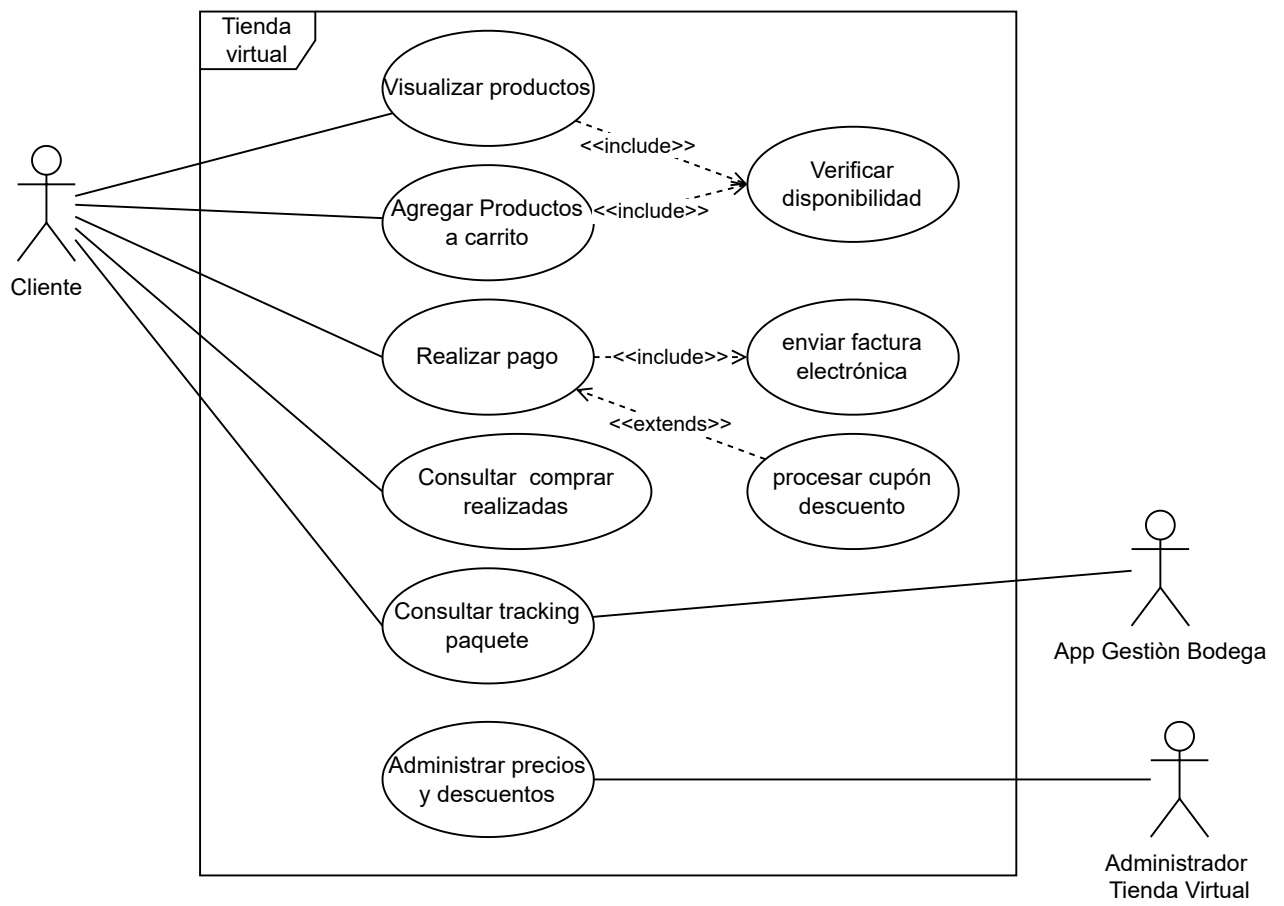 Tienda
virtual
Visualizar productos
<<include>>
Verificar
disponibilidad
Agregar Productos
a carrito
<<include>>
Cliente
Realizar pago
<<include>>
enviar factura
electrónica
<<extends>>
Consultar  comprar
realizadas
procesar cupón
descuento
Consultar tracking
paquete
App Gestiòn Bodega
Administrar precios
y descuentos
Administrador
Tienda Virtual